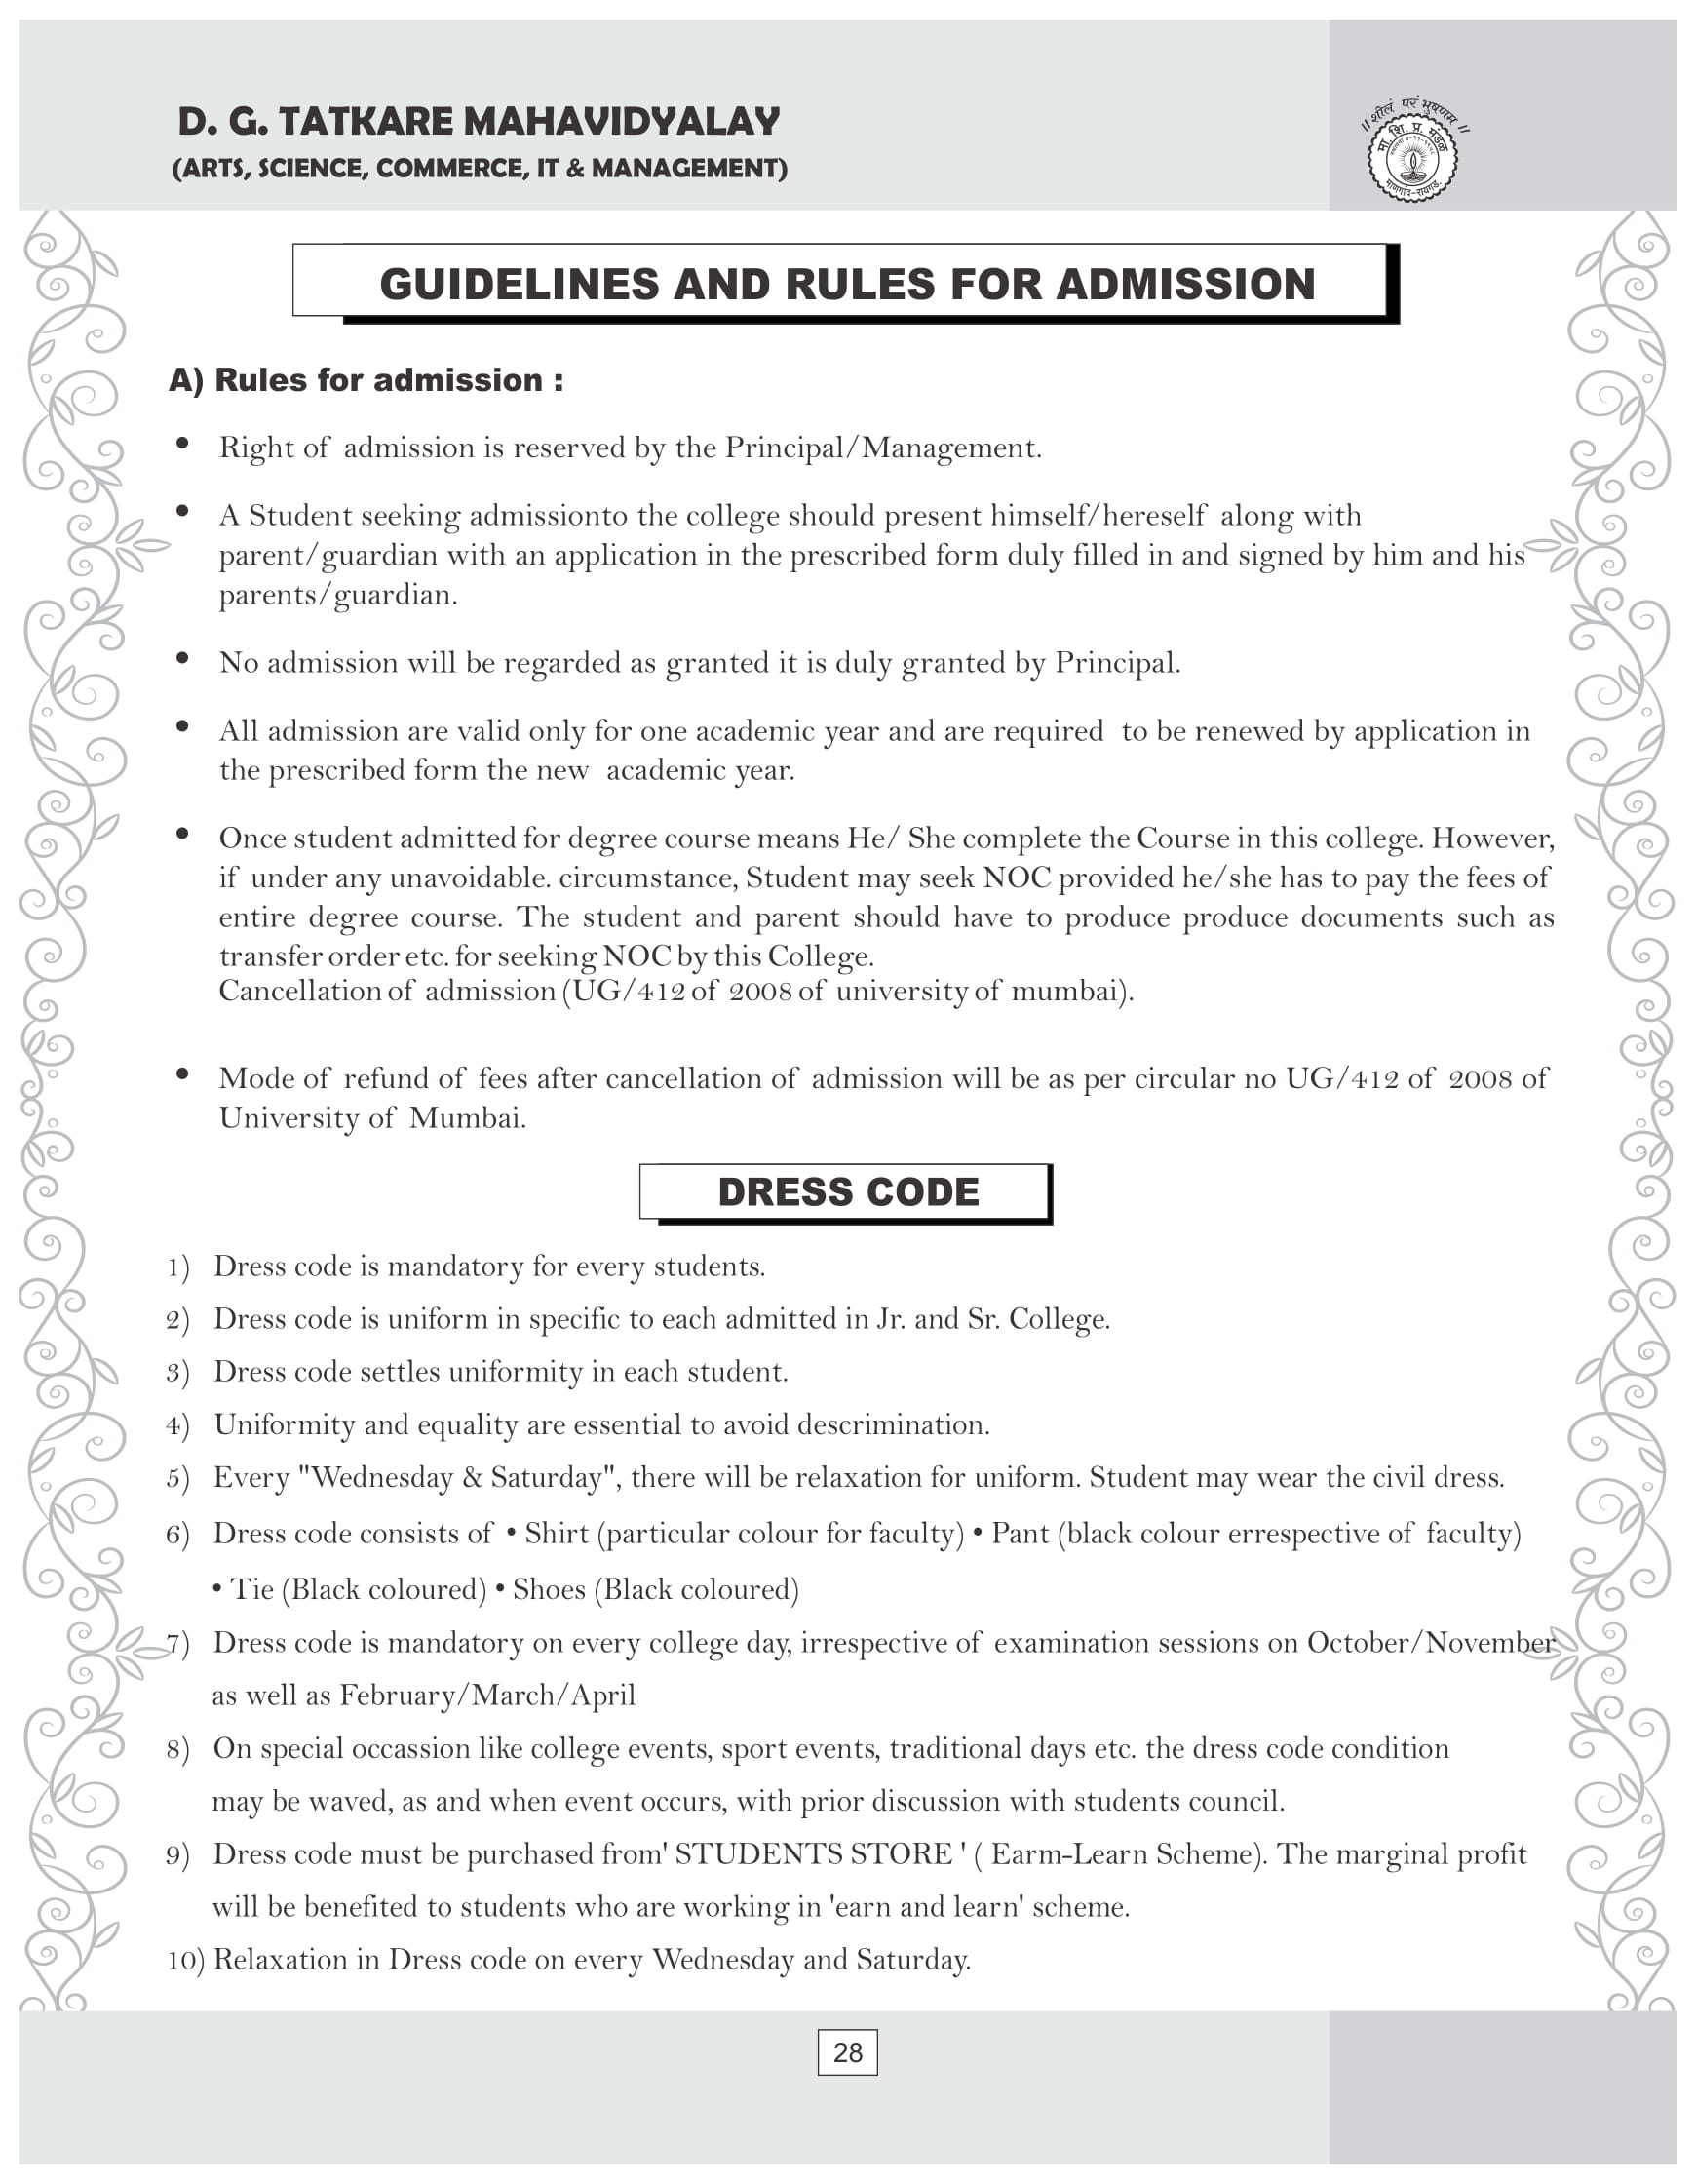 D. G. TATKARE MAHAVIDYALAY
(ARTS, SCIENCE, COMMERCE, IT & MANAGEMENT)
॥ शीलं परं भुषणम ॥
मा. शि. प्र. मंडळ
माणगांव-रायगड.
GUIDELINES AND RULES FOR ADMISSION
A) Rules for admission :
• Right of admission is reserved by the Principal/Management.
• A Student seeking admissionto the college should present himself/hereself along with
parent/guardian with an application in the prescribed form duly filled in and signed by him and his
parents/guardian.
• No admission will be regarded as granted it is duly granted by Principal.
• All admission are valid only for one academic year and are required to be renewed by application in
the prescribed form the new academic year.
• Once student admitted for degree course means He/ She complete the Course in this college. However,
if under any unavoidable. circumstance, Student may seek NOC provided he/she has to pay the fees of
entire degree course. The student and parent should have to produce produce documents such as
transfer order etc. for seeking NOC by this College.
Cancellation of admission (UG/412 of 2008 of university of mumbai).
• Mode of refund of fees after cancellation of admission will be as per circular no UG/412 of 2008 of
University of Mumbai.
DRESS CODE
1) Dress code is mandatory for every students.
2) Dress code is uniform in specific to each admitted in Jr. and Sr. College.
3) Dress code settles uniformity in each student.
4) Uniformity and equality are essential to avoid descrimination.
5) Every "Wednesday & Saturday", there will be relaxation for uniform. Student may wear the civil dress.
6) Dress code consists of • Shirt (particular colour for faculty) • Pant (black colour errespective of faculty)
• Tie (Black coloured) • Shoes (Black coloured)
7) Dress code is mandatory on every college day, irrespective of examination sessions on October/November
as well as February/March/April
8) On special occassion like college events, sport events, traditional days etc. the dress code condition
may be waved, as and when event occurs, with prior discussion with students council.
9) Dress code must be purchased from' STUDENTS STORE ' ( Earm-Learn Scheme). The marginal profit
will be benefited to students who are working in 'earn and learn' scheme.
10) Relaxation in Dress code on every Wednesday and Saturday.
28